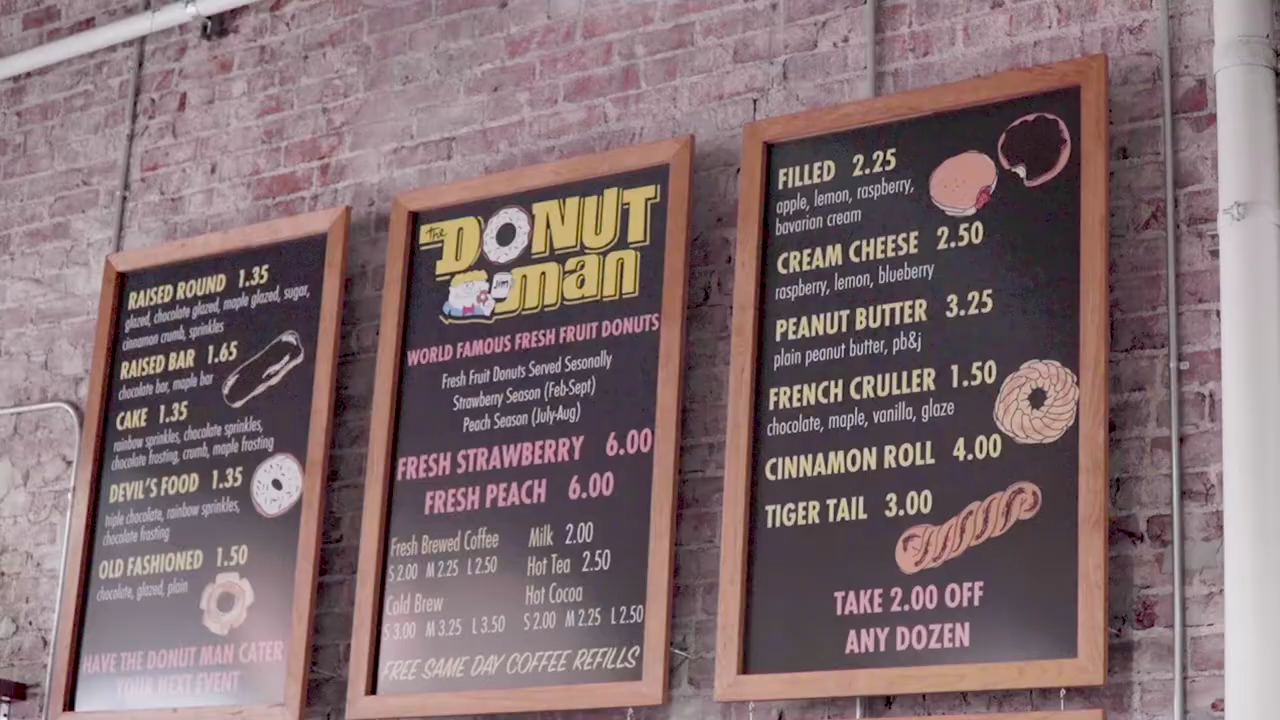 RAISED ROUND 1.35
glazed, chocolate glazed, maple glazed, sugar,
cinnamon crumb, sprinkles
RAISED BAR 1.65
chocolate bar, maple bar
CAKE 1.35
rainbow sprinkles, chocolate sprinkles,
chocolate frosting, crumb, maple frosting
DEVIL'S FOOD 1.35
triple chocolate, rainbow sprinkles,
chocolate frosting
OLD FASHIONED 1.50
chocolate, glazed, plain
HAVE THE DONUT MAN CATER
YOUR NEXT EVENT
the DONUT
man
Jim
WORLD FAMOUS FRESH FRUIT DONUTS
Fresh Fruit Donuts Served Sesonally
Strawberry Season (Feb-Sept)
Peach Season (July-Aug)
FRESH STRAWBERRY 6.00
FRESH PEACH 6.00
Fresh Brewed Coffee
S 2.00 M 2.25 L 2.50
Cold Brew
S 3.00 M 3.25 L 3.50
Milk 2.00
Hot Tea 2.50
Hot Cocoa
S 2.00 M 2.25 L 2.50
FREE SAME DAY COFFEE REFILLS
FILLED 2.25
apple, lemon, raspberry,
bavarian cream
CREAM CHEESE 2.50
raspberry, lemon, blueberry
PEANUT BUTTER 3.25
plain peanut butter, pb&j
FRENCH CRULLER 1.50
chocolate, maple, vanilla, glaze
CINNAMON ROLL 4.00
TIGER TAIL 3.00
TAKE 2.00 OFF
ANY DOZEN